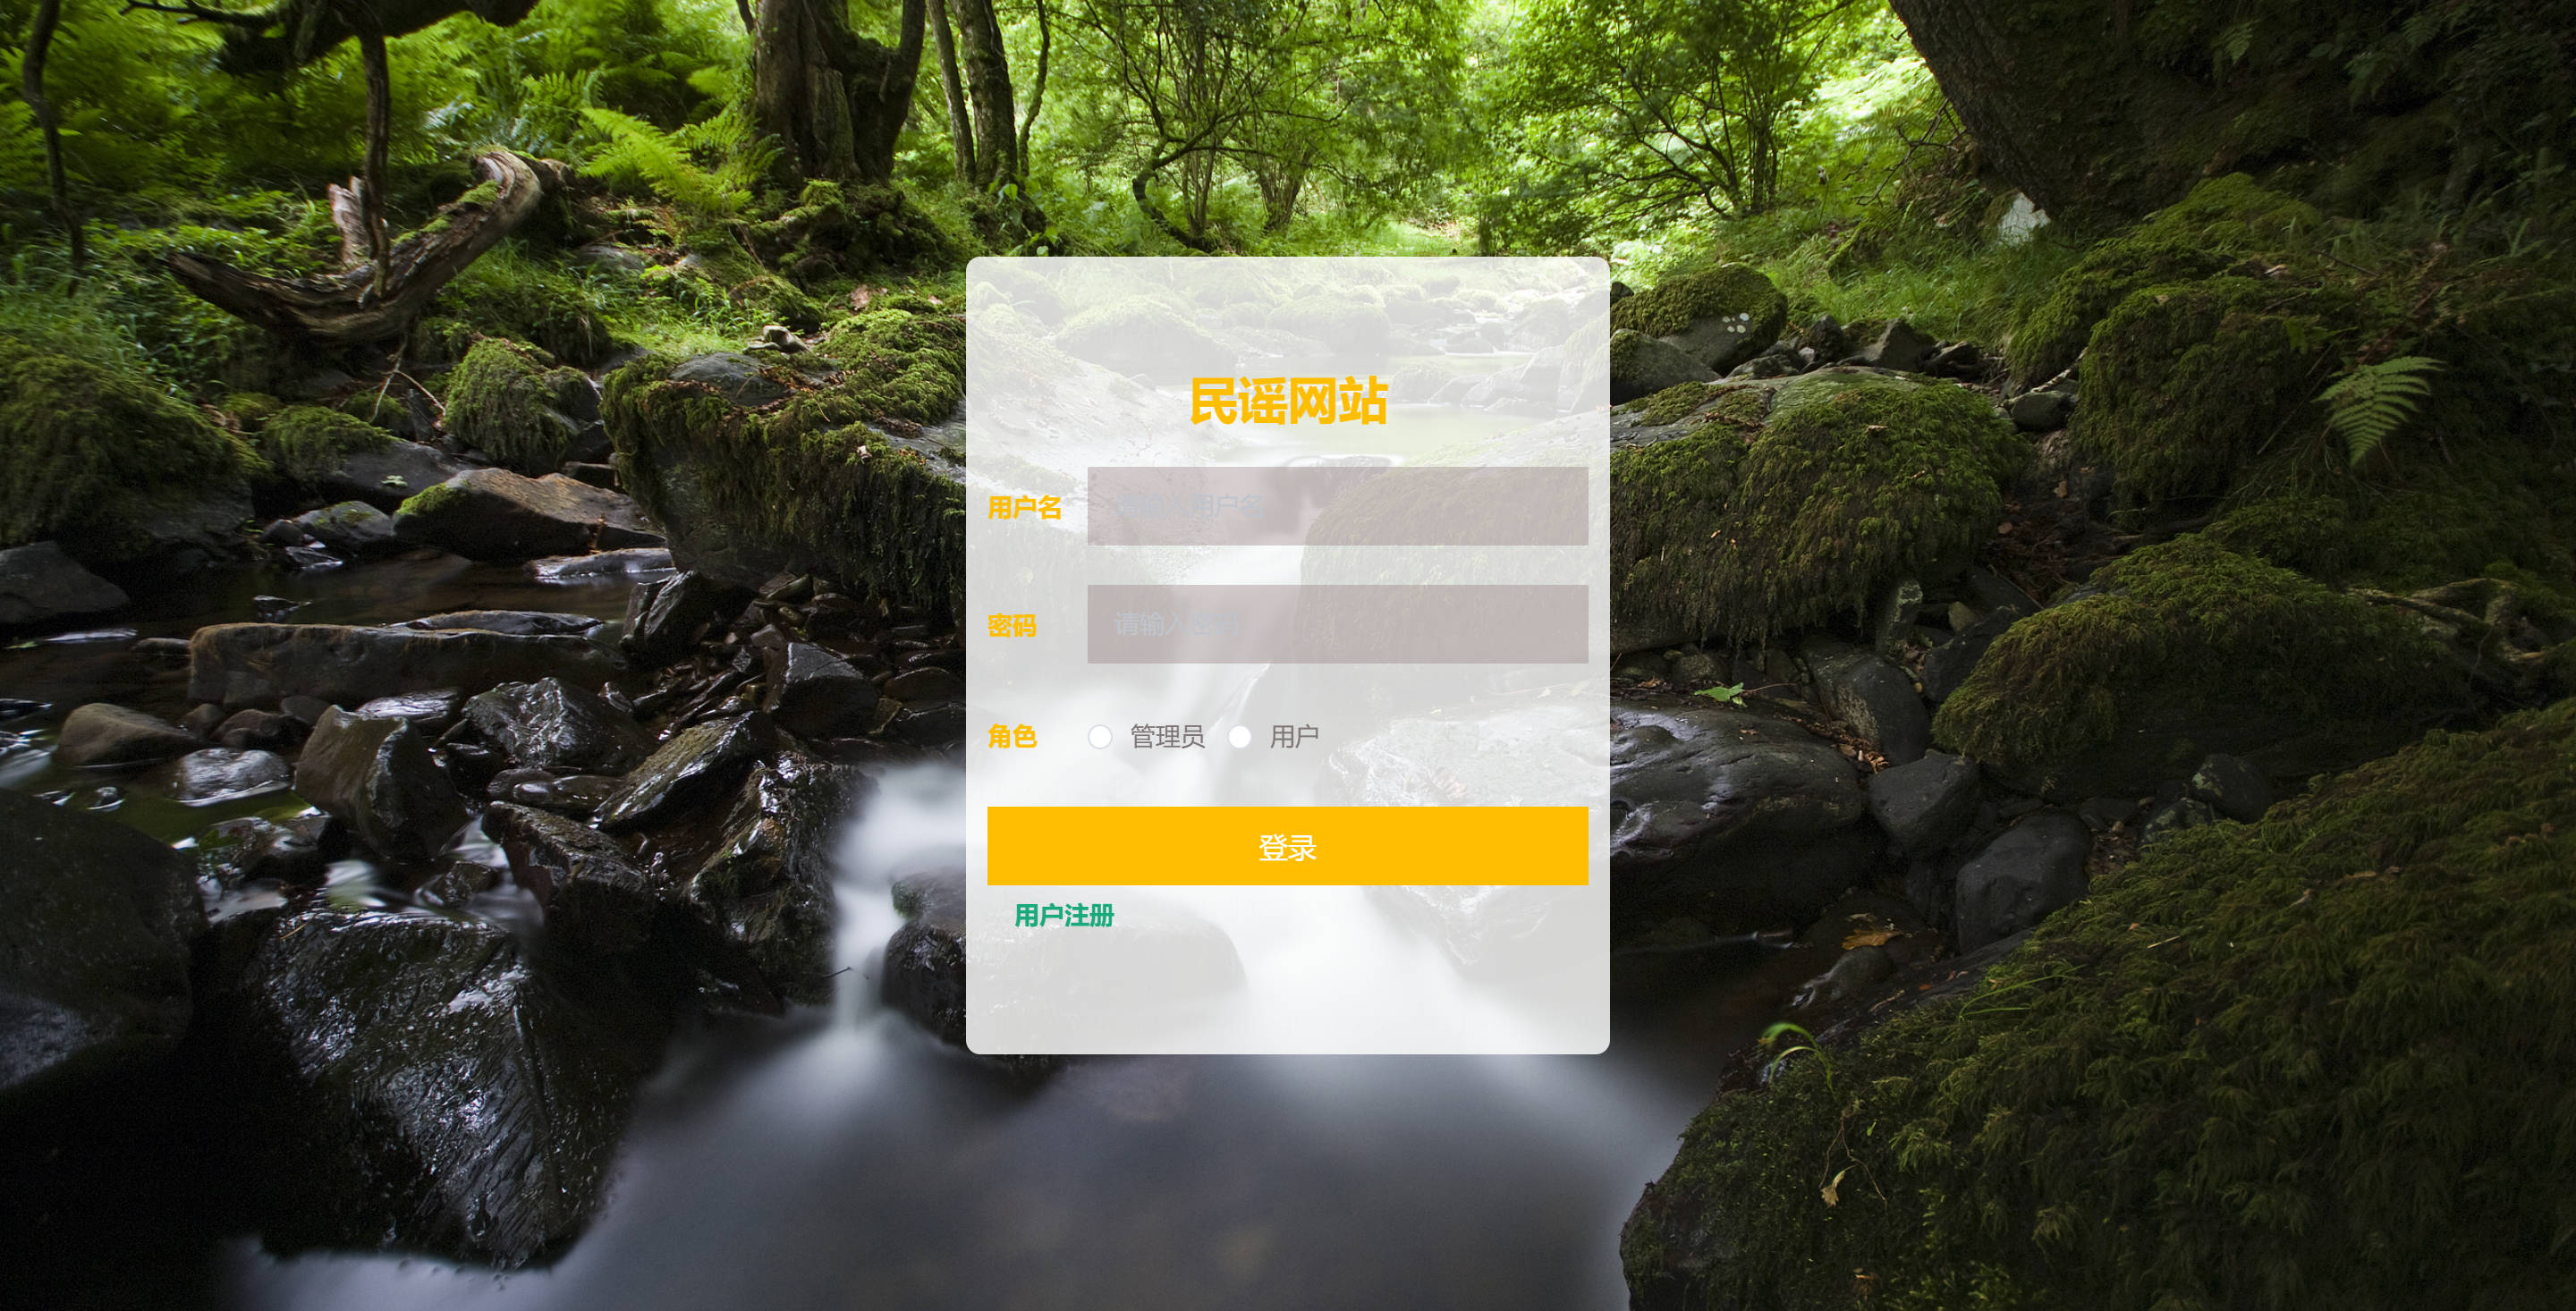 民谣网站
用户名
请输入用户名
密码
请输入密码
角色
管理员 用户
登录
用户注册